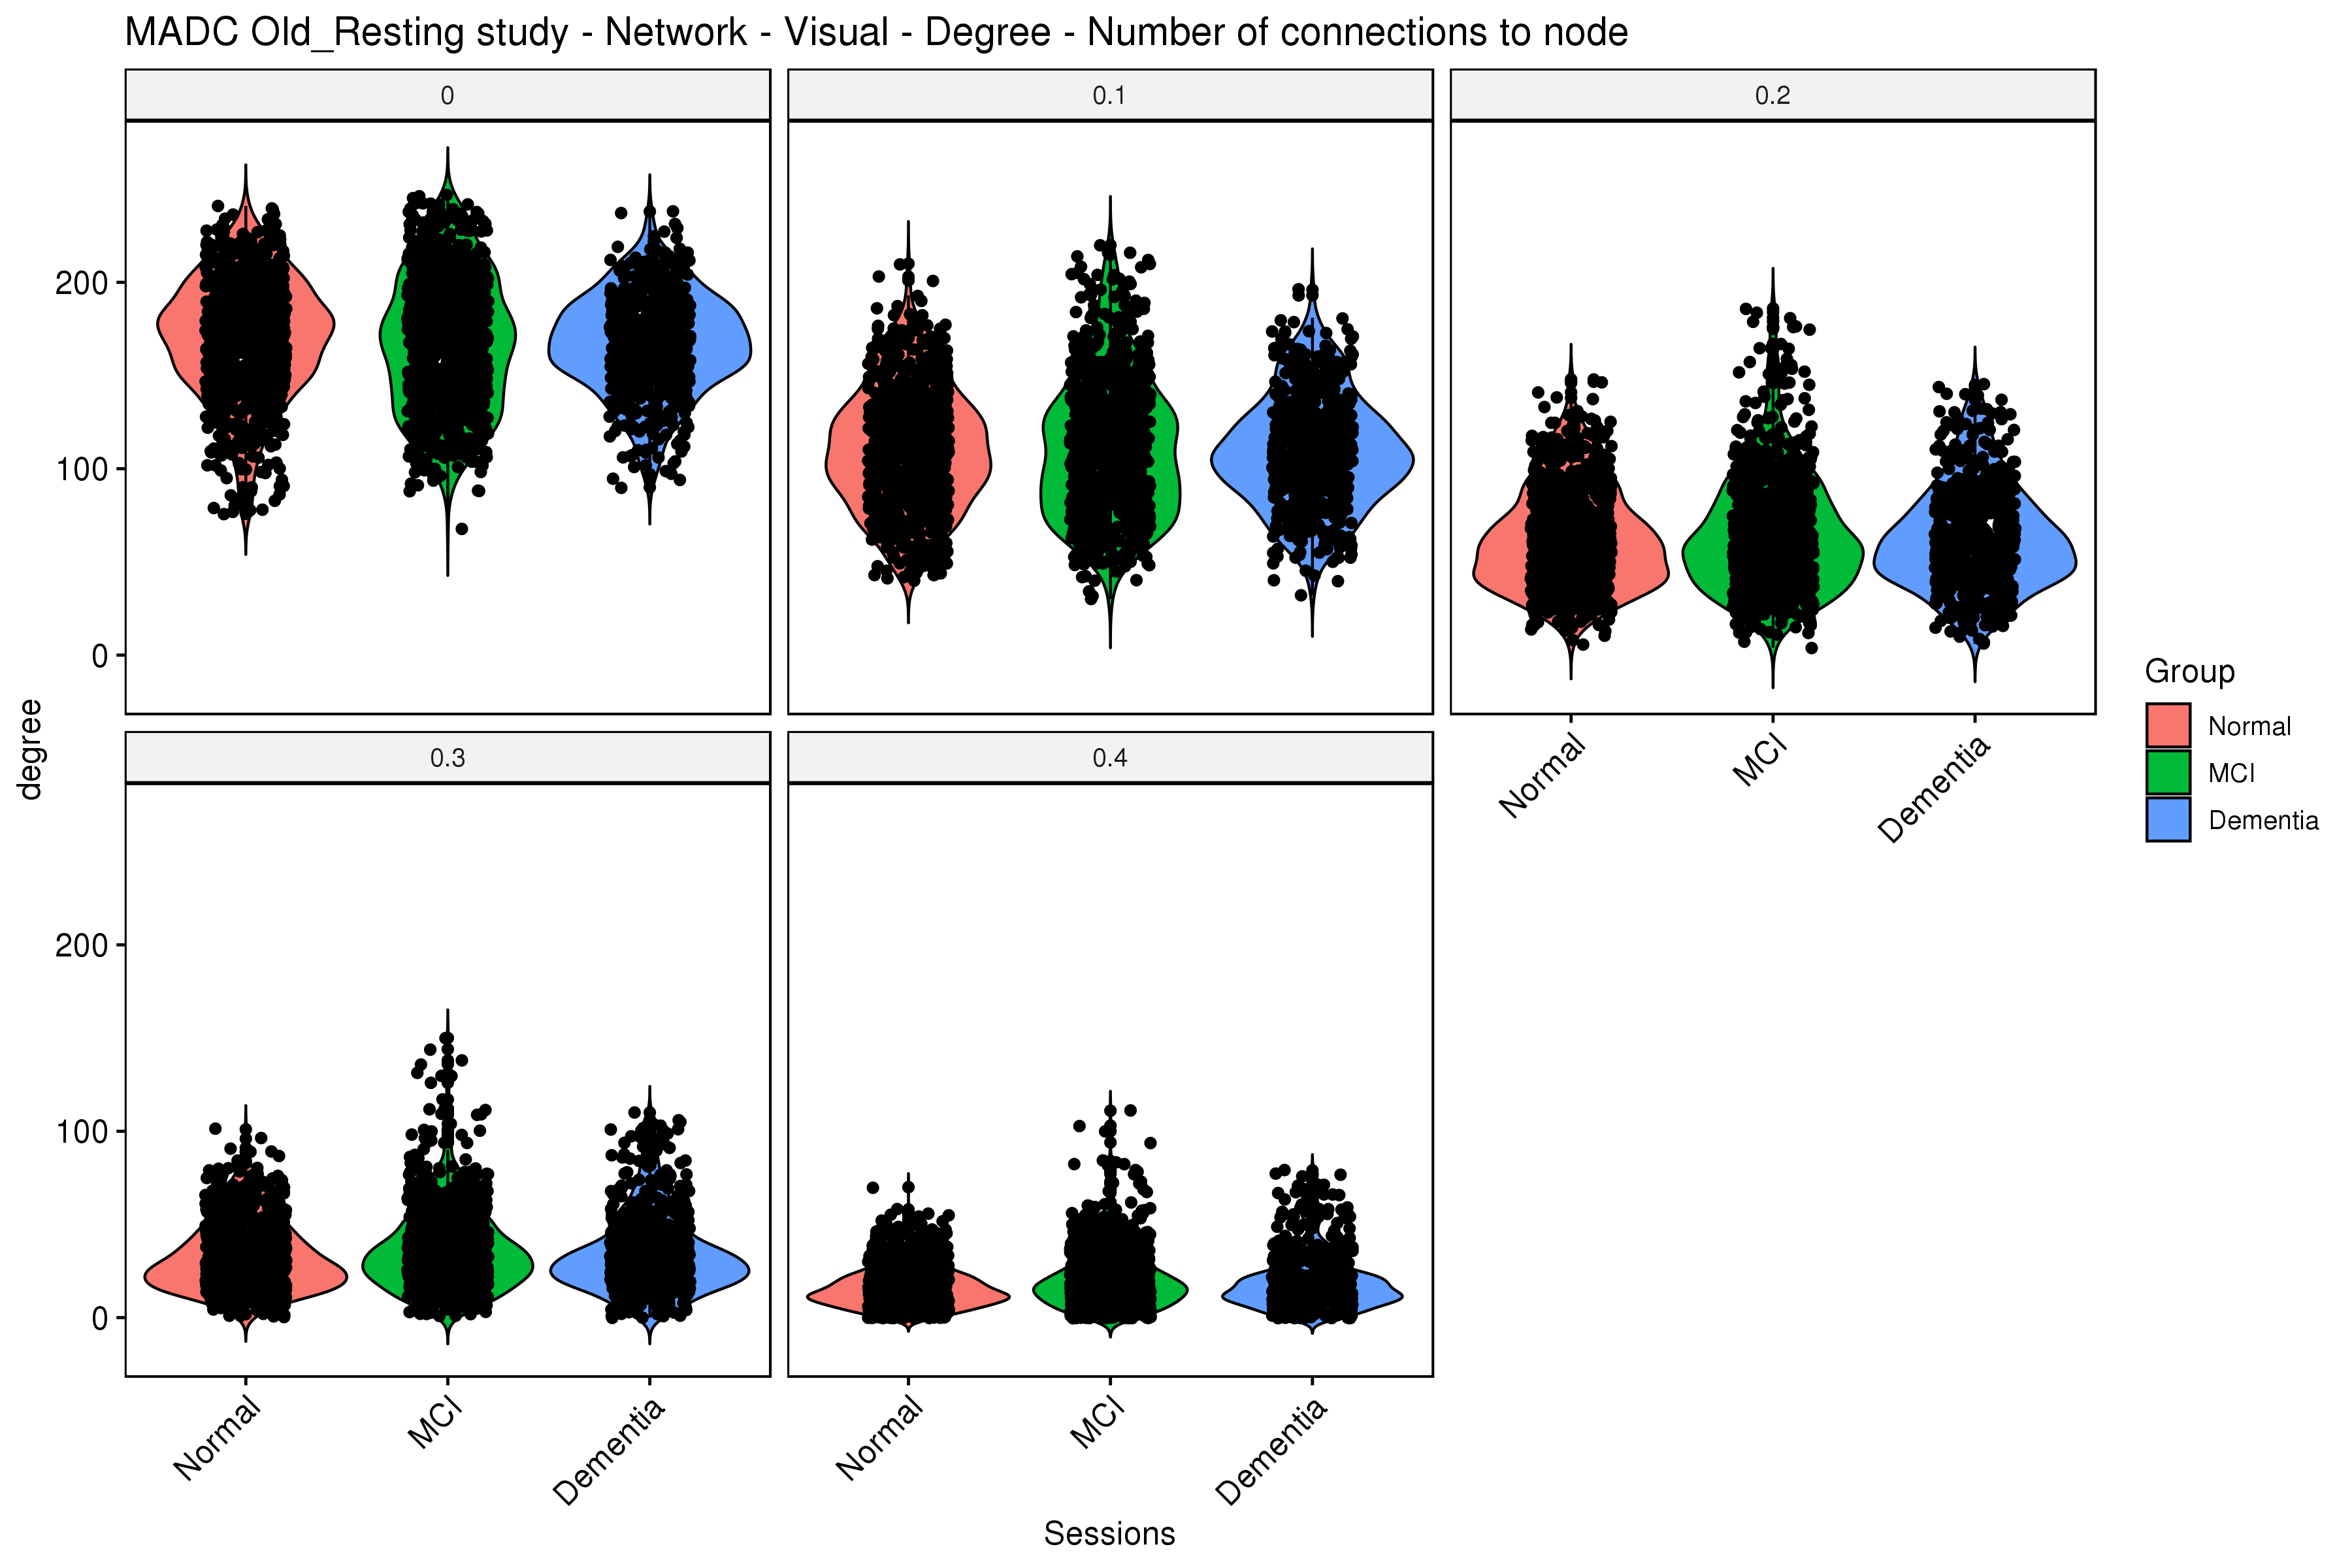 MADC Old_Resting study - Network - Visual - Degree - Number of connections to node
0
0.1
0.2
200
100
0
degree
Normal
MCI
Dementia
Group
Normal
MCI
Dementia
0.3
0.4
200
100
0
Normal
MCI
Dementia
Normal
MCI
Dementia
Sessions